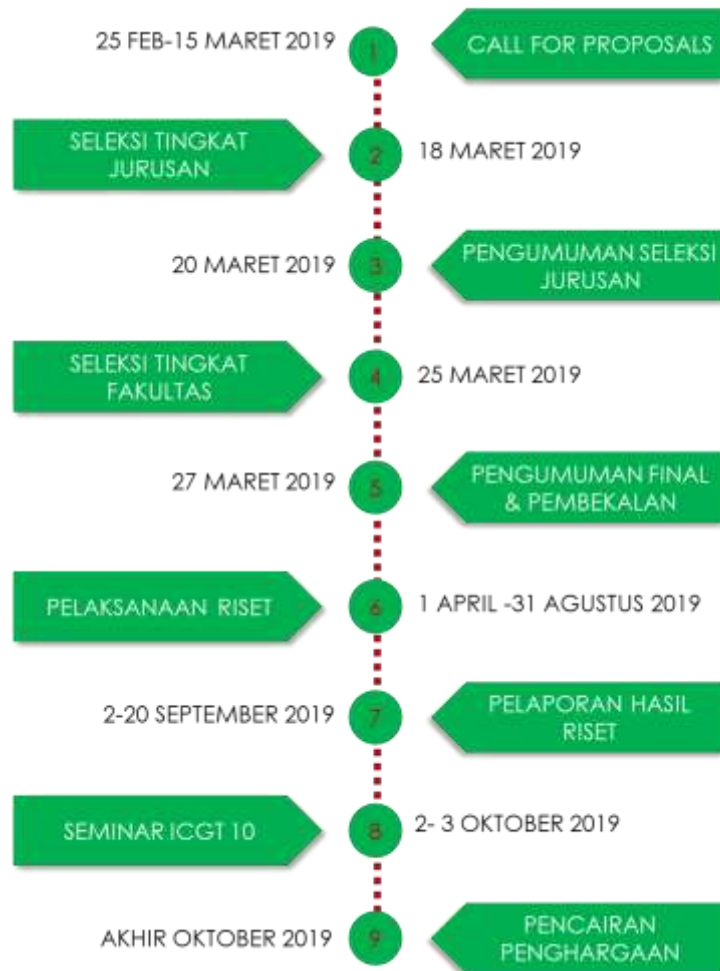 25 FEB-15 MARET 2019
1
CALL FOR PROPOSALS
SELEKSI TINGKAT
JURUSAN
2
18 MARET 2019
20 MARET 2019
3
PENGUMUMAN SELEKSI
JURUSAN
SELEKSI TINGKAT
FAKULTAS
4
25 MARET 2019
27 MARET 2019
5
PENGUMUMAN FINAL
& PEMBEKALAN
PELAKSANAAN RISET
6
1 APRIL -31 AGUSTUS 2019
2-20 SEPTEMBER 2019
7
PELAPORAN HASIL
RISET
SEMINAR ICGT 10
8
2- 3 OKTOBER 2019
AKHIR OKTOBER 2019
9
PENCAIRAN
PENGHARGAAN